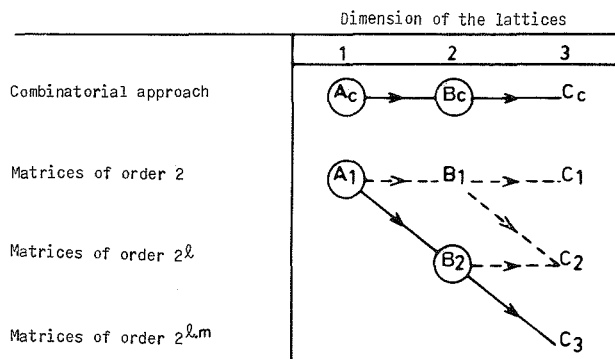 Dimension of the lattices
1 2 3
Combinatorial approach Ac Bc Cc
Matrices of order 2 A1 B1 C1
Matrices of order 2ℓ B2 C2
Matrices of order 2ℓ.m C3